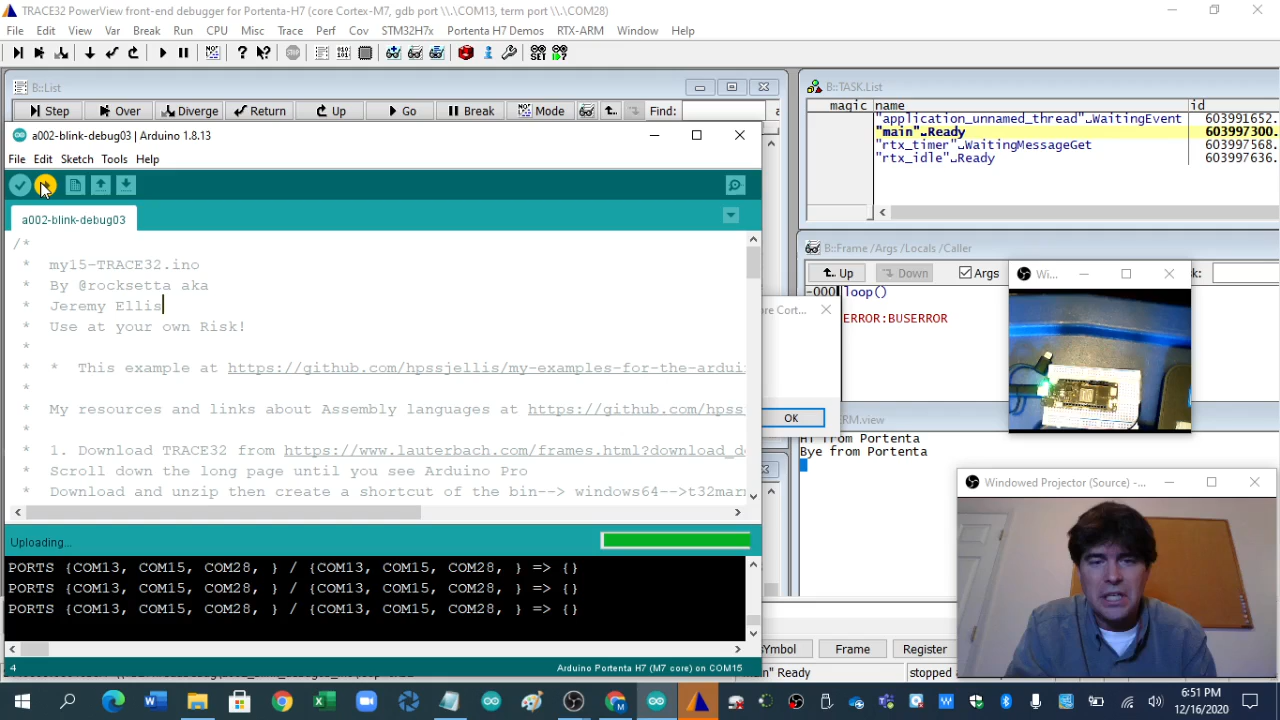 TRACE32 PowerView front-end debugger for Portenta-H7 (core Cortex-M7, gdb port \\.\COM13, term port \\.\COM28)
File Edit View Var Break Run CPU Misc Trace Perf Cov STM32H7x Portenta H7 Demos RTX-ARM Window Help
B::List
Step Over Diverge Return Up Go Break Mode Find:
B::TASK.List
magic name id
"application_unnamed_thread"␣WaitingEvent 603991652.
"main"␣Ready 603997300.
"rtx_timer"␣WaitingMessageGet 603997568.
"rtx_idle"␣Ready 603997636.
a002-blink-debug03 | Arduino 1.8.13
File Edit Sketch Tools Help
a002-blink-debug03
/*
* my15-TRACE32.ino
* By @rocksetta aka
* Jeremy Ellis
* Use at your own Risk!
*
* * This example at https://github.com/hpssjellis/my-examples-for-the-ardui
*
* My resources and links about Assembly languages at https://github.com/hpss
*
* 1. Download TRACE32 from https://www.lauterbach.com/frames.html?download_d
* Scroll down the long page until you see Arduino Pro
* Download and unzip then create a shortcut of the bin--> windows64-->t32mar
Uploading...
PORTS {COM13, COM15, COM28, } / {COM13, COM15, COM28, } => {}
PORTS {COM13, COM15, COM28, } / {COM13, COM15, COM28, } => {}
PORTS {COM13, COM15, COM28, } / {COM13, COM15, COM28, } => {}
4 Arduino Portenta H7 (M7 core) on COM15
B::Frame /Args /Locals /Caller
Up Down Args
-000 loop()
ERROR:BUSERROR
Wi...
ore Cort...
OK
RM.view
Hi from Portenta
Bye from Portenta
Windowed Projector (Source) -...
Frame Register
Ready stopped
6:51 PM
12/16/2020